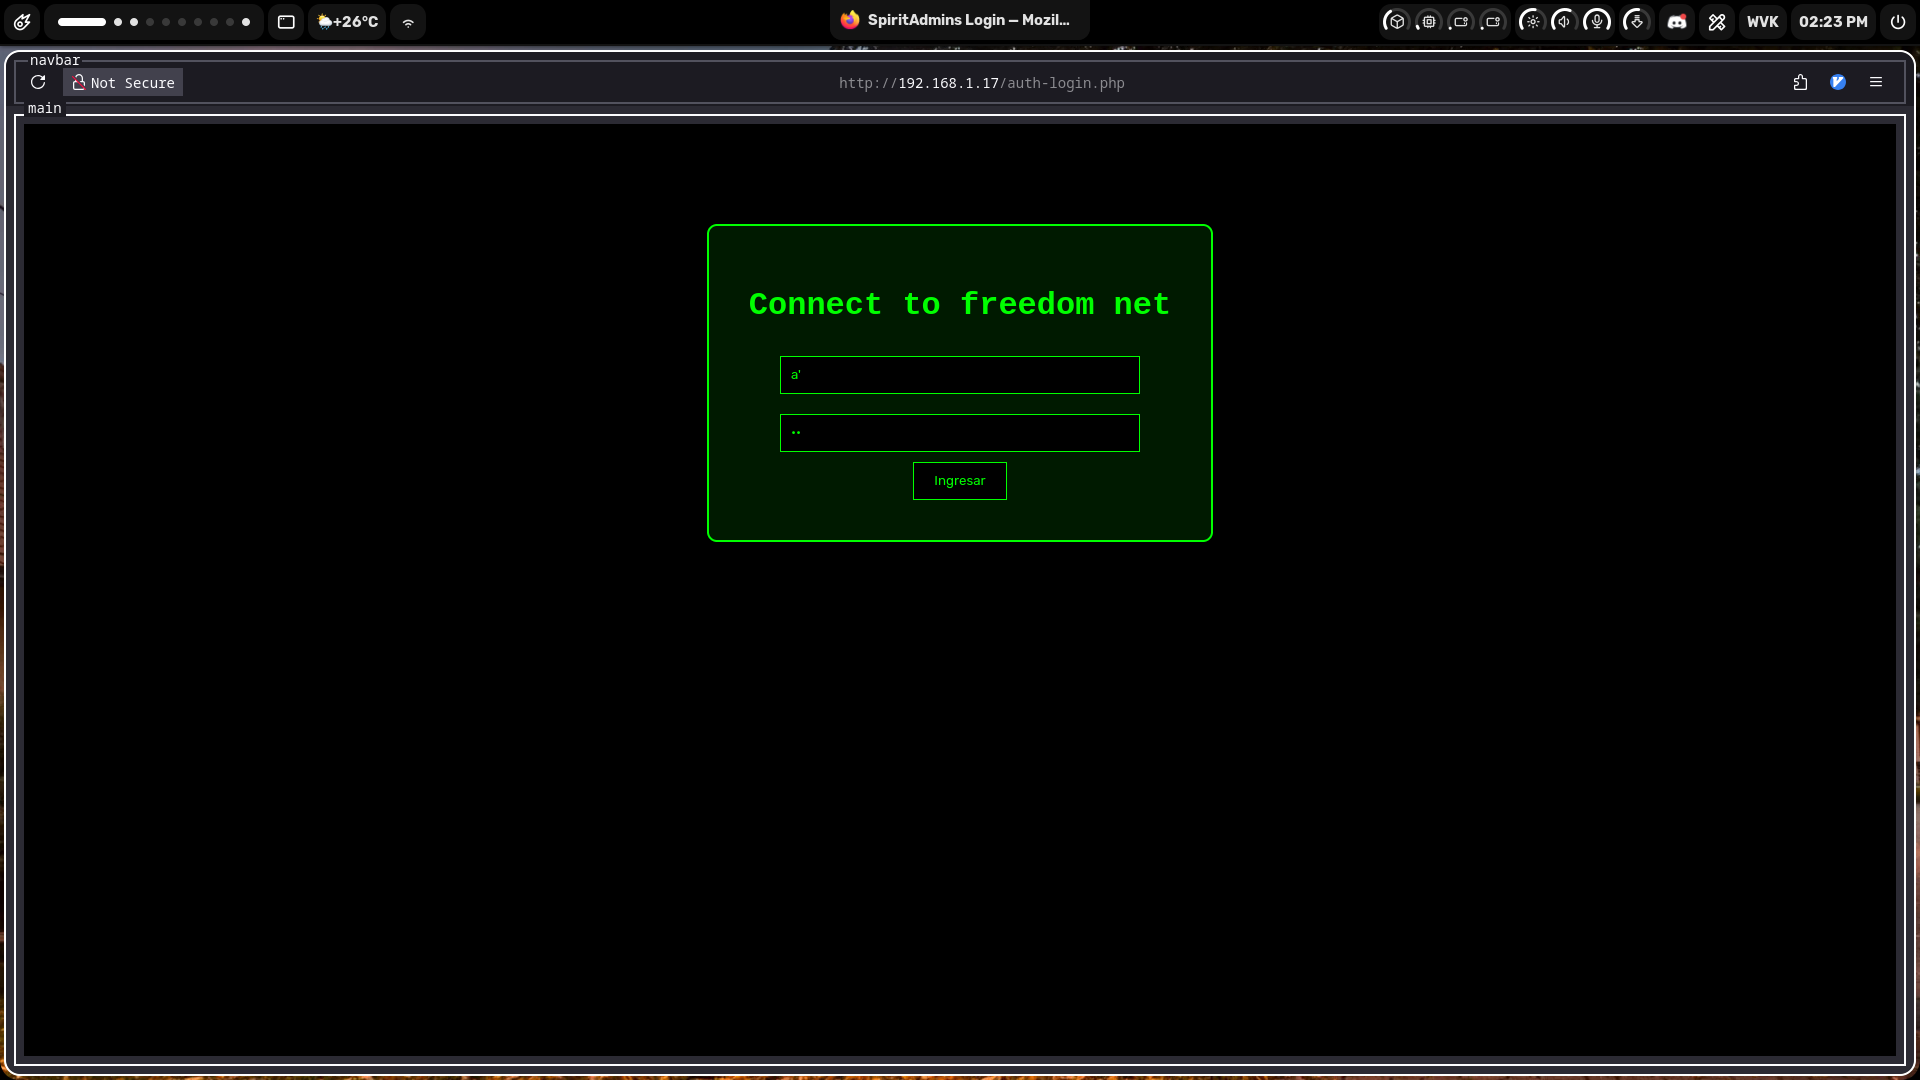 +26°C
SpiritAdmins Login — Mozil...
WVK
02:23 PM
navbar
Not Secure
http://192.168.1.17/auth-login.php
main
Connect to freedom net
a'
••
Ingresar